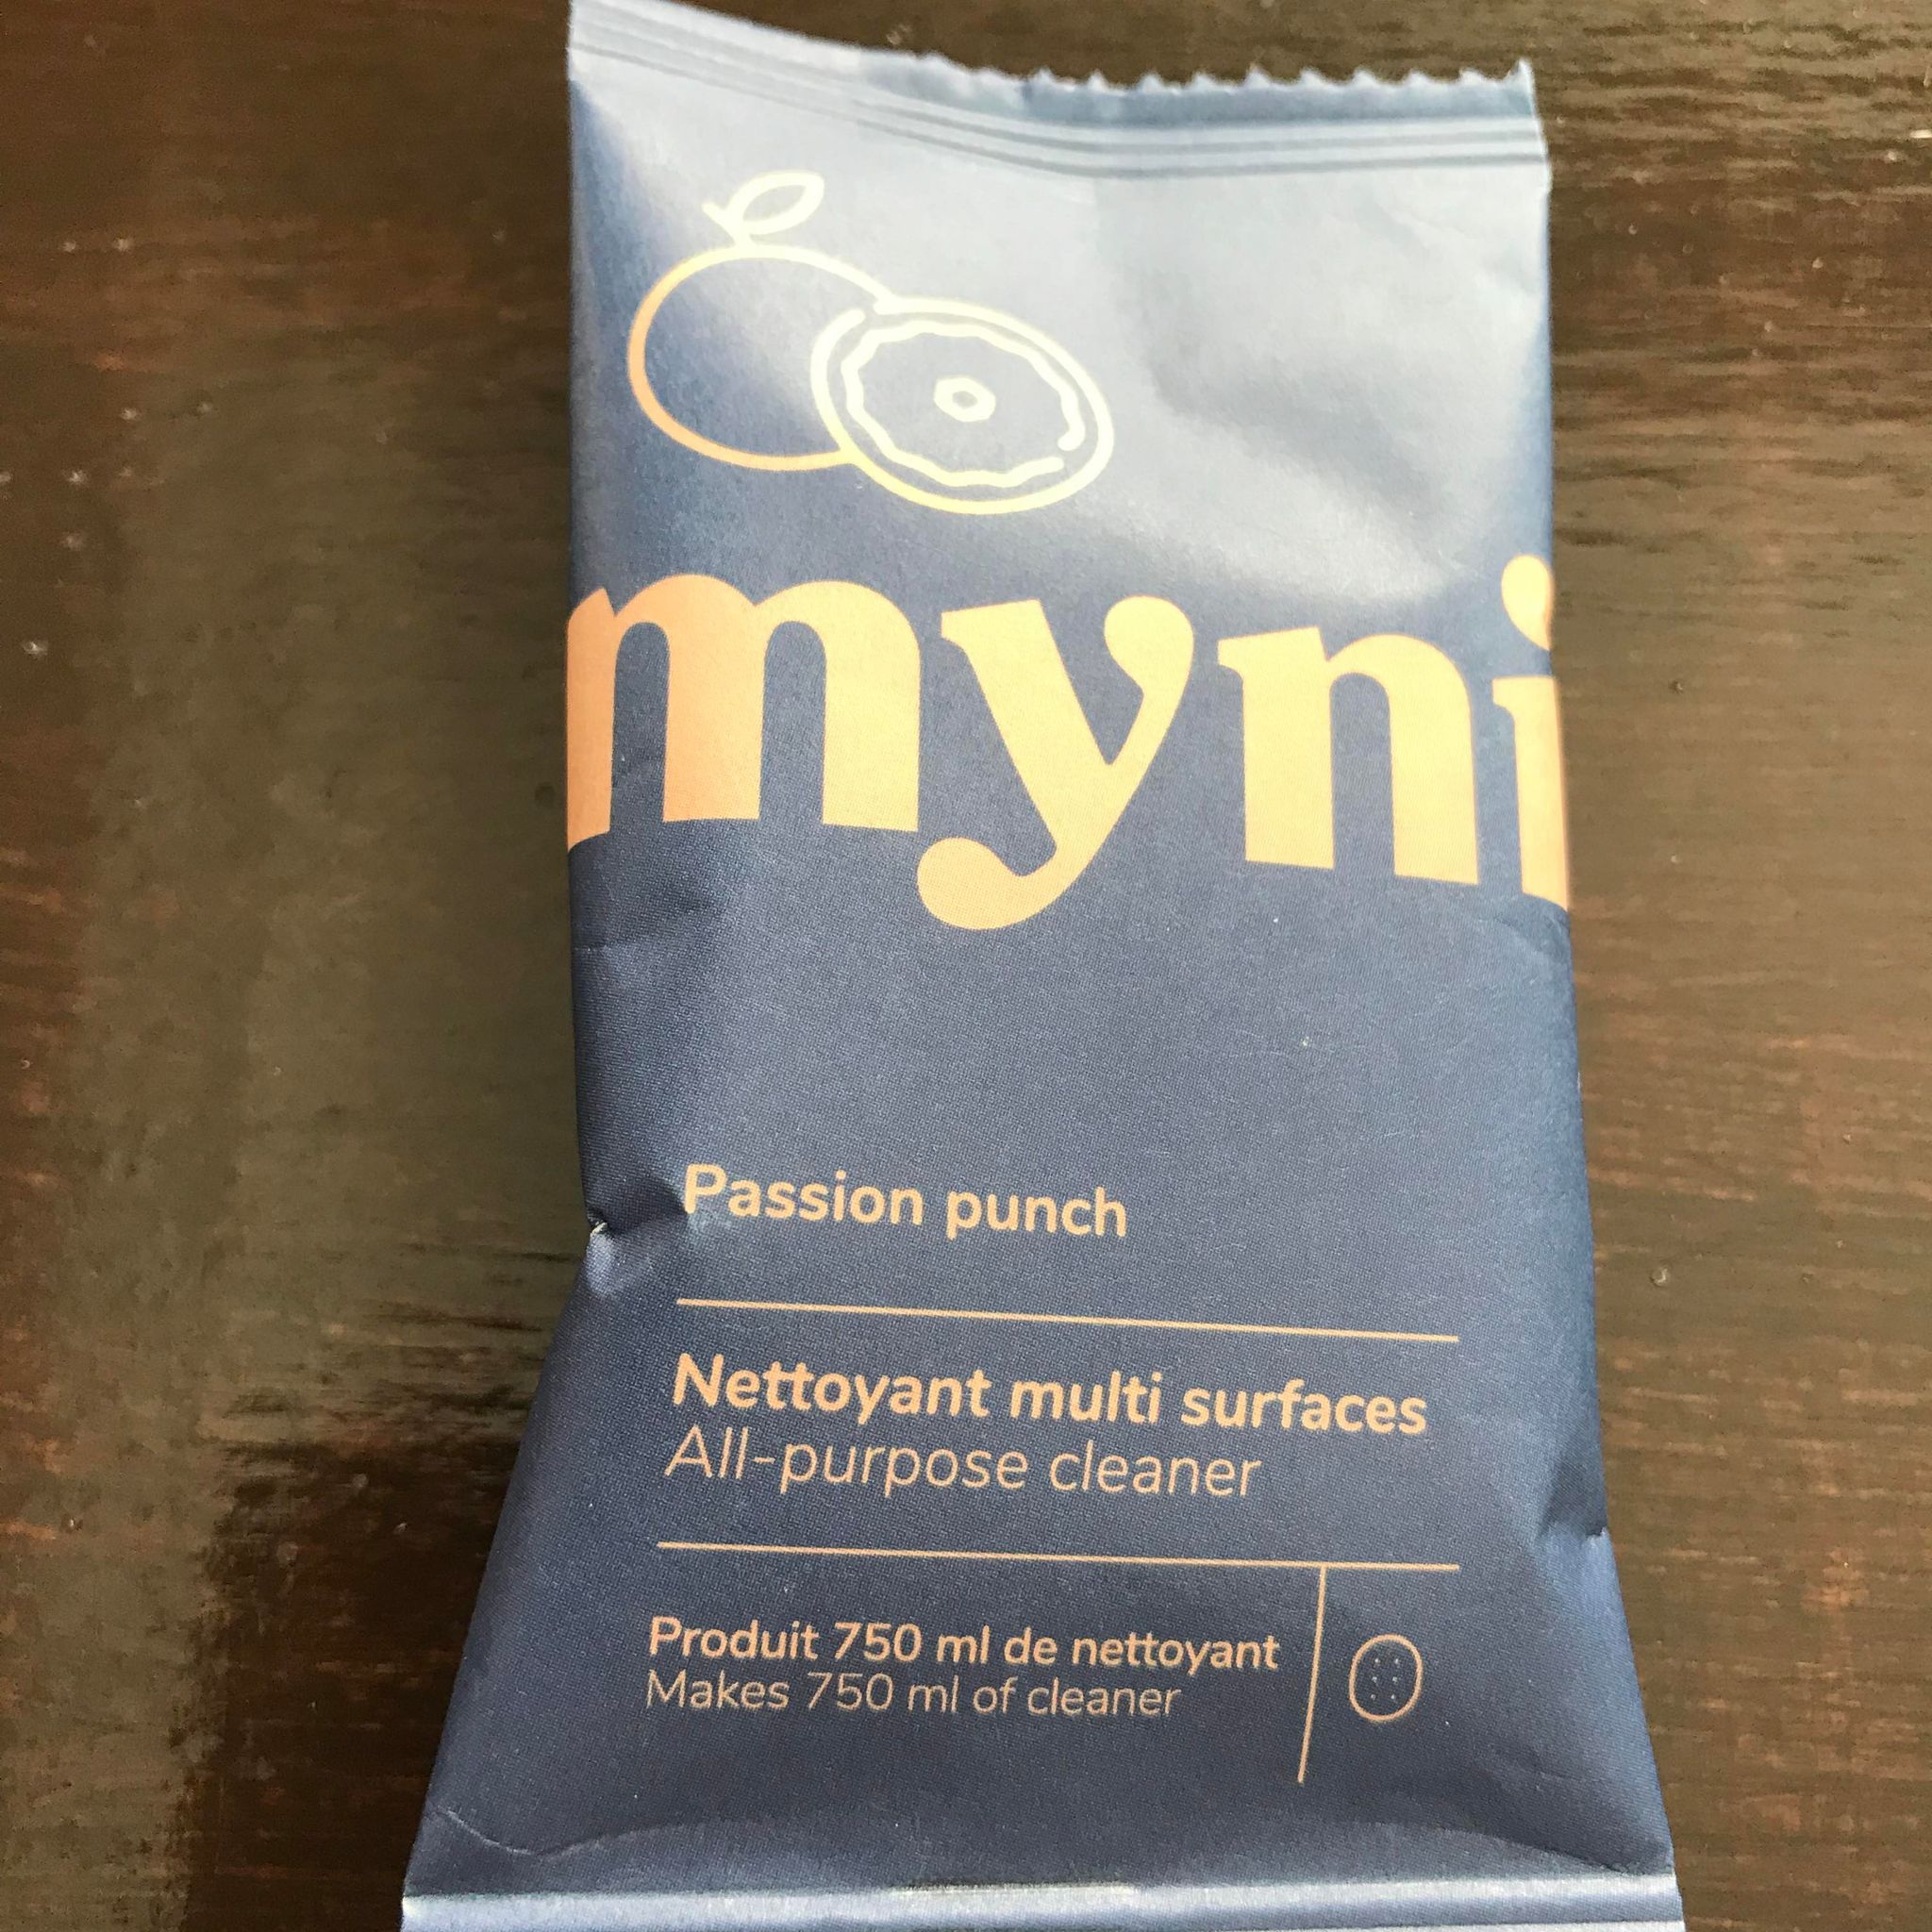 myni
Passion punch
Nettoyant multi surfaces
All-purpose cleaner
Produit 750 ml de nettoyant
Makes 750 ml of cleaner